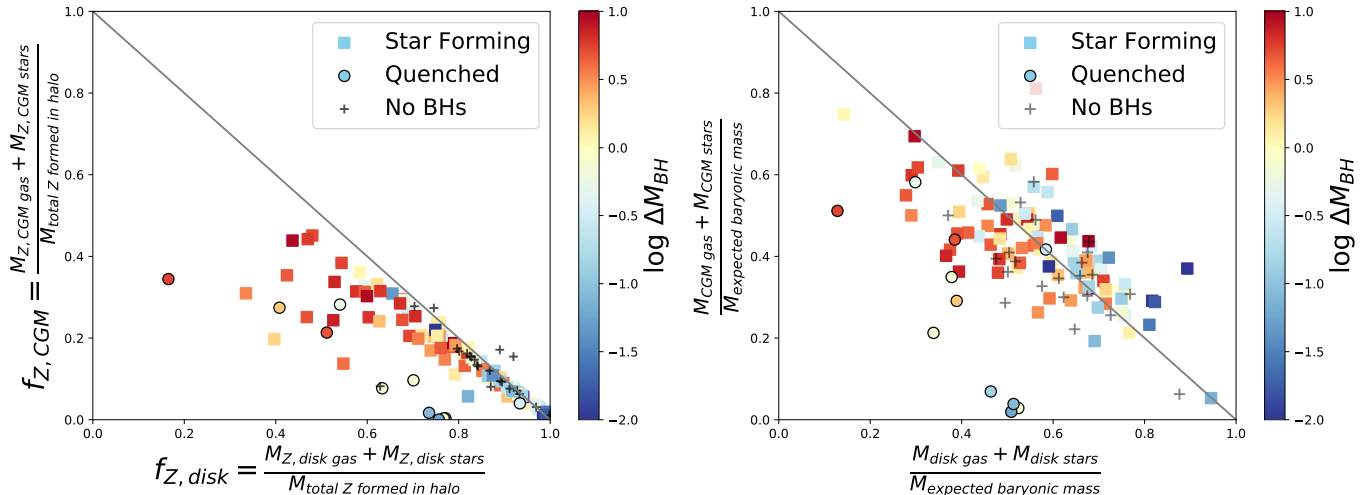 1.0
0.8
0.6
0.4
0.2
0.0
0.0 0.2 0.4 0.6 0.8 1.0
Star Forming
Quenched
No BHs
f_{Z, CGM} = \frac{M_{Z, CGM gas} + M_{Z, CGM stars}}{M_{total Z formed in halo}}
f_{Z, disk} = \frac{M_{Z, disk gas} + M_{Z, disk stars}}{M_{total Z formed in halo}}
1.0
0.5
0.0
−0.5
−1.0
−1.5
−2.0
log ΔM_{BH}
1.0
0.8
0.6
0.4
0.2
0.0
0.0 0.2 0.4 0.6 0.8 1.0
Star Forming
Quenched
No BHs
\frac{M_{CGM gas} + M_{CGM stars}}{M_{expected baryonic mass}}
\frac{M_{disk gas} + M_{disk stars}}{M_{expected baryonic mass}}
1.0
0.5
0.0
−0.5
−1.0
−1.5
−2.0
log ΔM_{BH}